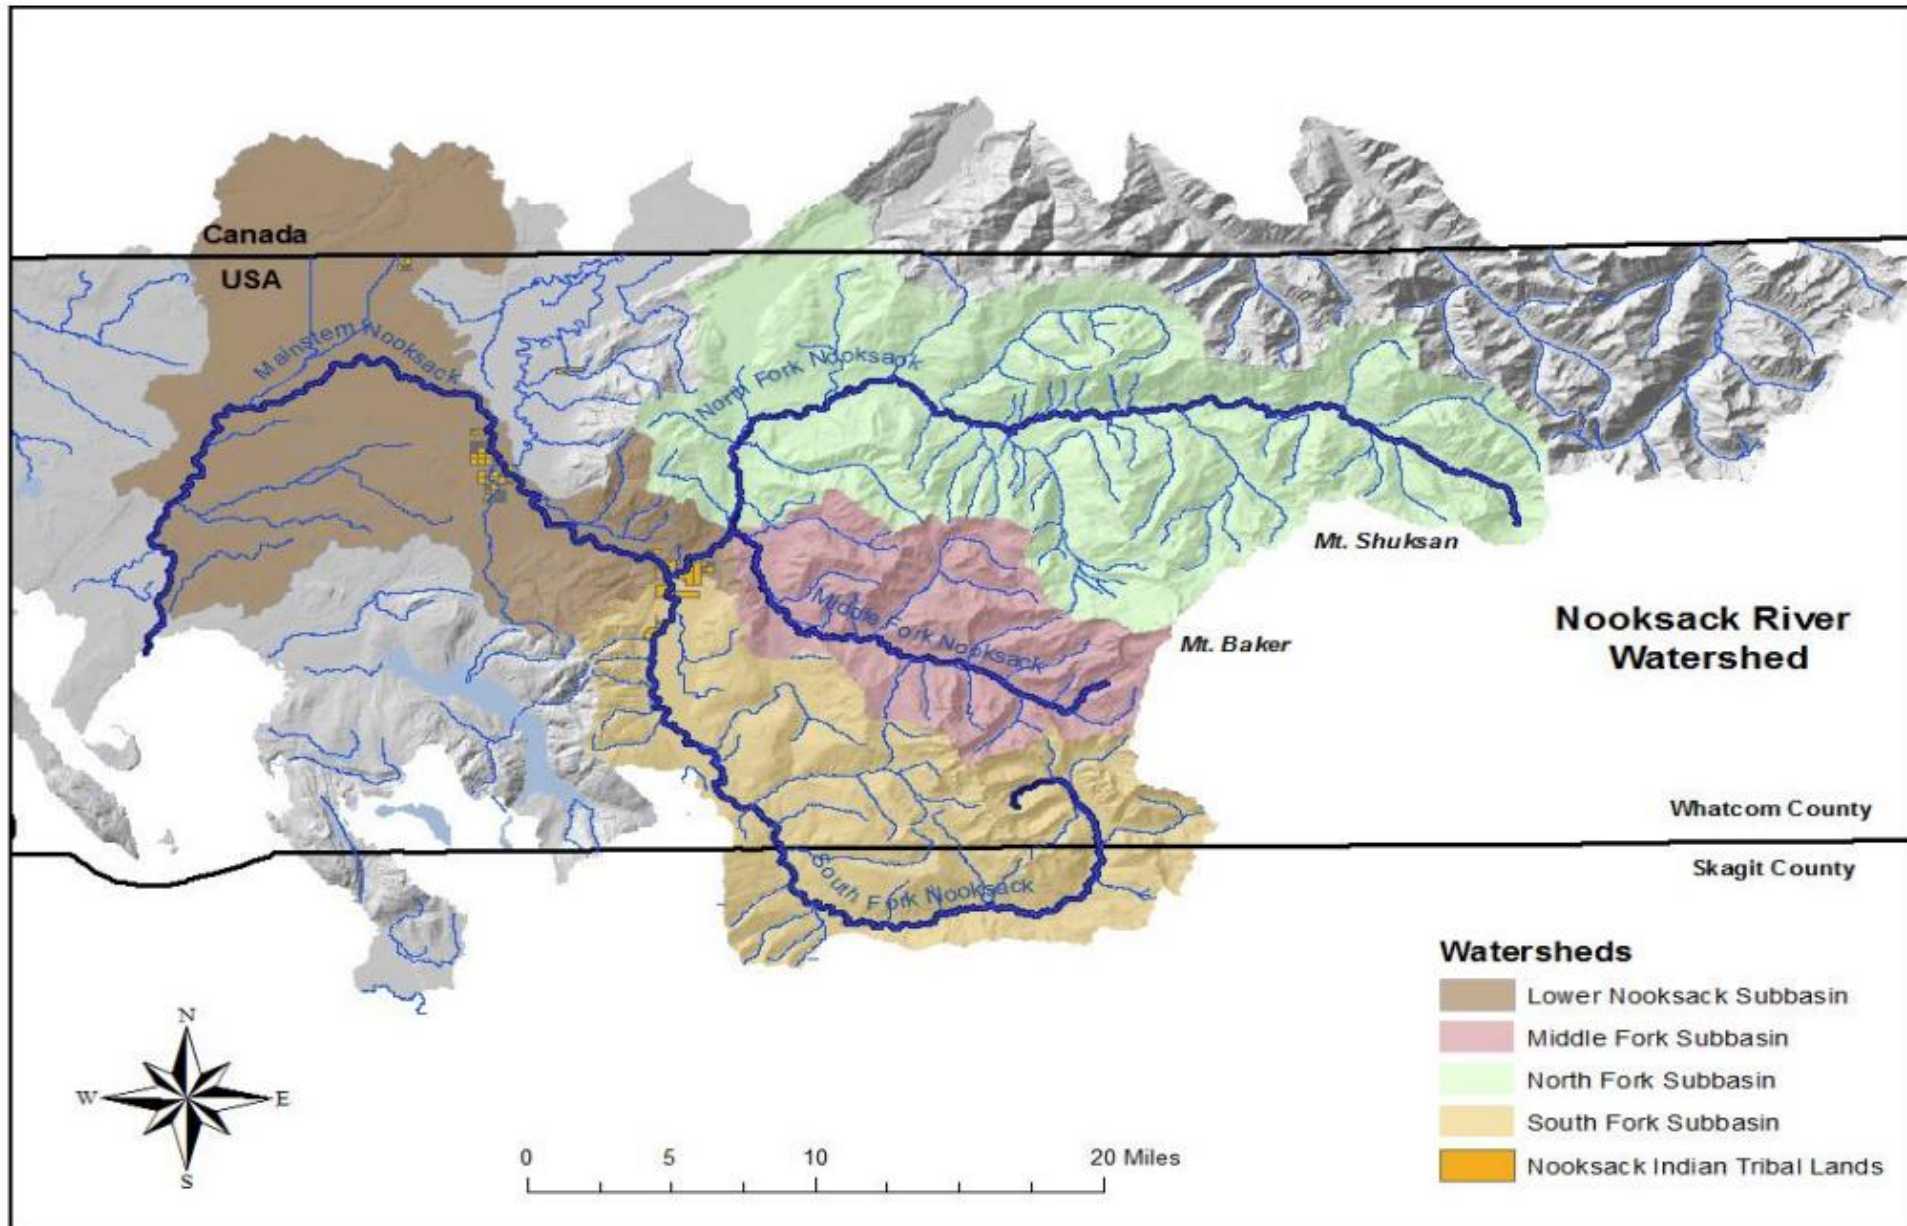 Canada
USA
Mainstem Nooksack
North Fork Nooksack
Mt. Shuksan
Middle Fork Nooksack
Mt. Baker
Nooksack River
Watershed
Whatcom County
Skagit County
South Fork Nooksack
Watersheds
Lower Nooksack Subbasin
Middle Fork Subbasin
North Fork Subbasin
South Fork Subbasin
Nooksack Indian Tribal Lands
N
W E
S
0 5 10 20 Miles